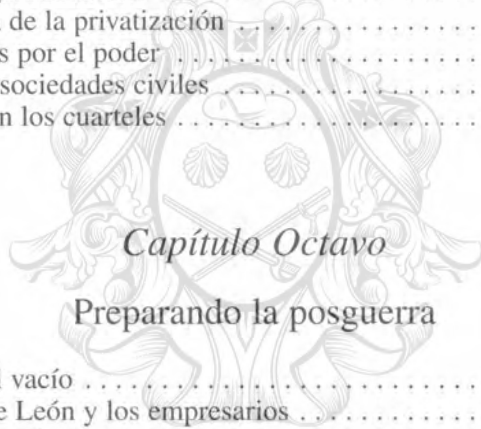 de la privatización . . . . . . . . . . . . . . . .
s por el poder . . . . . . . . . . . . . . . . . . .
sociedades civiles . . . . . . . . . . . . . . . .
n los cuarteles . . . . . . . . . . . . . . . . . . .
Capítulo Octavo
Preparando la posguerra
l vacío . . . . . . . . . . . . . . . . . . . . . . . .
e León y los empresarios . . . . . . . . . . . .